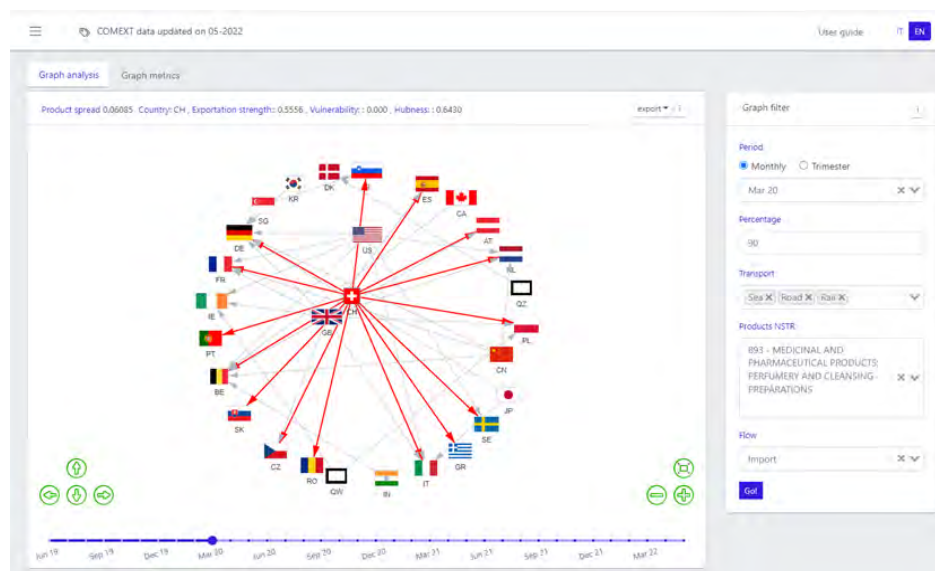 COMEXT data updated on 05-2022
User guide
IT EN
Graph analysis Graph metrics
Product spread 0.06085 Country: CH , Exportation strength:: 0.5556 , Vulnerability: : 0.000 , Hubness: : 0.6430
export
Graph filter
Period
Monthly Trimester
Mar 20
Percentage
90
Transport
Sea Road Rail
Products NSTR
893 - MEDICINAL AND
PHARMACEUTICAL PRODUCTS;
PERFUMERY AND CLEANSING -
PREPARATIONS
Flow
Import
Go!
DK
KR
ES
CA
SG
US
AT
DE
NL
FR
QZ
CH
IE
GB
PL
PT
CN
BE
JP
SK
SE
CZ
GR
RO
QW
IN
IT
Jun 19 Sep 19 Dec 19 Mar 20 Jun 20 Sep 20 Dec 20 Mar 21 Jun 21 Sep 21 Dec 21 Mar 22